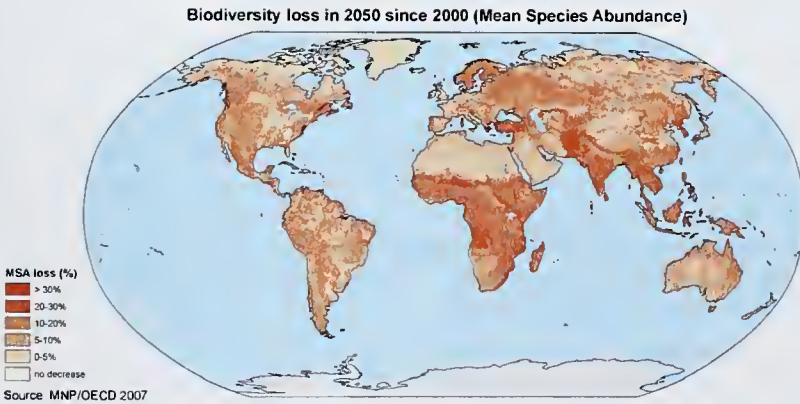 Biodiversity loss in 2050 since 2000 (Mean Species Abundance)
MSA loss (%)
> 30%
20-30%
10-20%
5-10%
0-5%
no decrease
Source MNP/OECD 2007